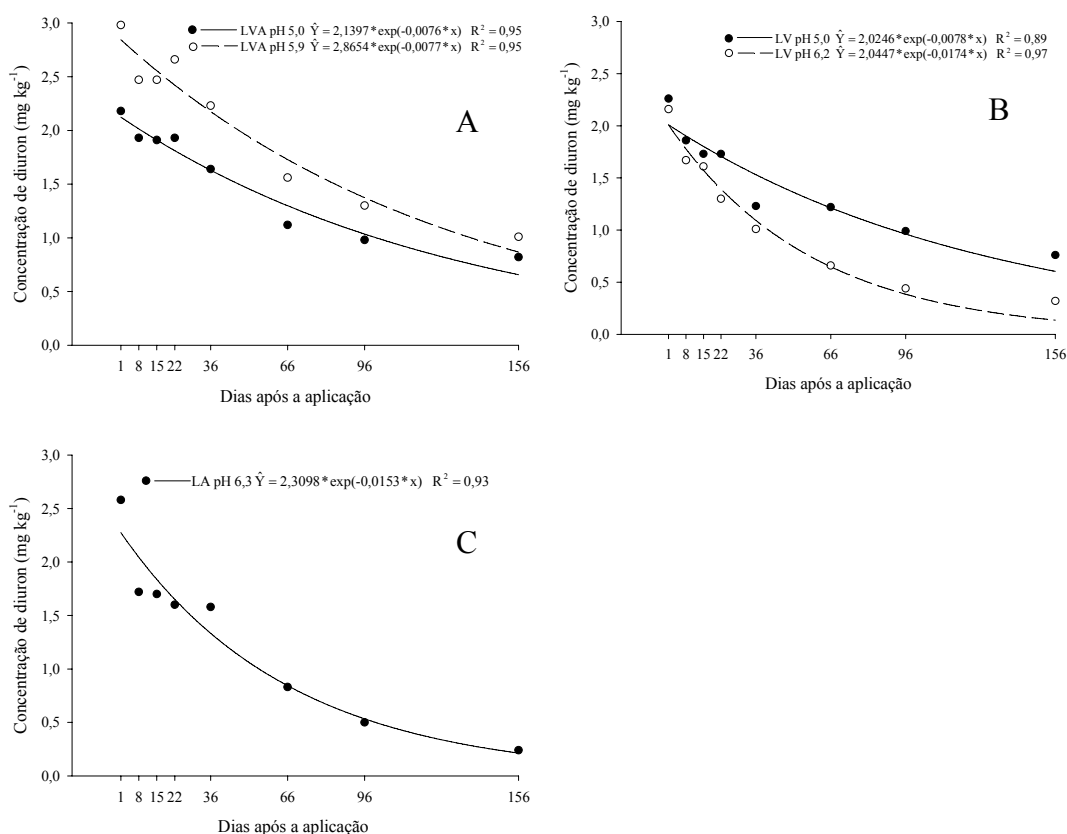 LVA pH 5,0 Ŷ = 2,1397*exp(-0,0076*x) R² = 0,95
LVA pH 5,9 Ŷ = 2,8654*exp(-0,0077*x) R² = 0,95
A
Concentração de diuron (mg kg⁻¹)
3,0
2,5
2,0
1,5
1,0
0,5
0,0
1 8 15 22 36 66 96 156
Dias após a aplicação
LV pH 5,0 Ŷ = 2,0246*exp(-0,0078*x) R² = 0,89
LV pH 6,2 Ŷ = 2,0447*exp(-0,0174*x) R² = 0,97
B
Concentração de diuron (mg kg⁻¹)
3,0
2,5
2,0
1,5
1,0
0,5
0,0
1 8 15 22 36 66 96 156
Dias após a aplicação
LA pH 6,3 Ŷ = 2,3098*exp(-0,0153*x) R² = 0,93
C
Concentração de diuron (mg kg⁻¹)
3,0
2,5
2,0
1,5
1,0
0,5
0,0
1 8 15 22 36 66 96 156
Dias após a aplicação